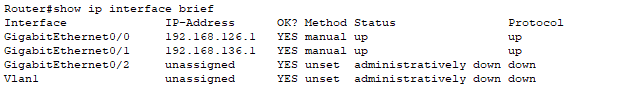 Router#show ip interface brief
Interface              IP-Address      OK? Method Status                Protocol
GigabitEthernet0/0     192.168.126.1   YES manual up                    up
GigabitEthernet0/1     192.168.136.1   YES manual up                    up
GigabitEthernet0/2     unassigned      YES unset  administratively down down
Vlan1                  unassigned      YES unset  administratively down down